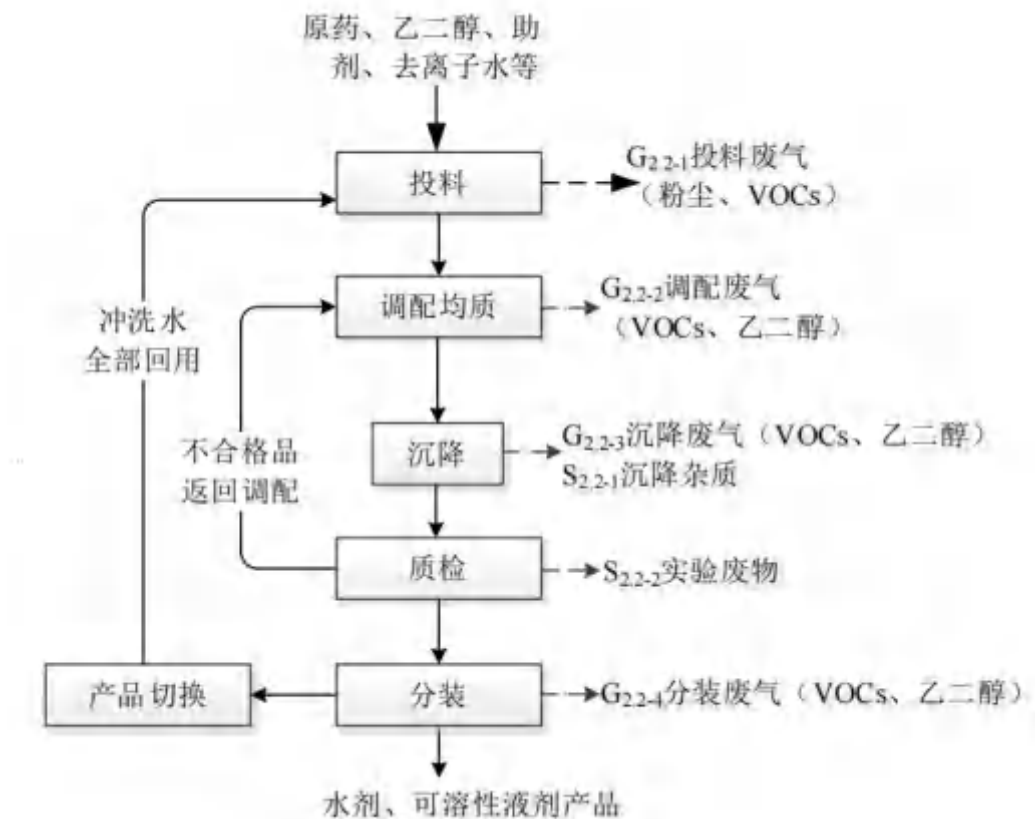 原药、乙二醇、助
剂、去离子水等
投料
G2.2-1投料废气
（粉尘、VOCs）
调配均质
G2.2-2调配废气
（VOCs、乙二醇）
冲洗水
全部回用
沉降
G2.2-3沉降废气（VOCs、乙二醇）
S2.2-1沉降杂质
不合格品
返回调配
质检
S2.2-2实验废物
产品切换
分装
G2.2-4分装废气（VOCs、乙二醇）
水剂、可溶性液剂产品